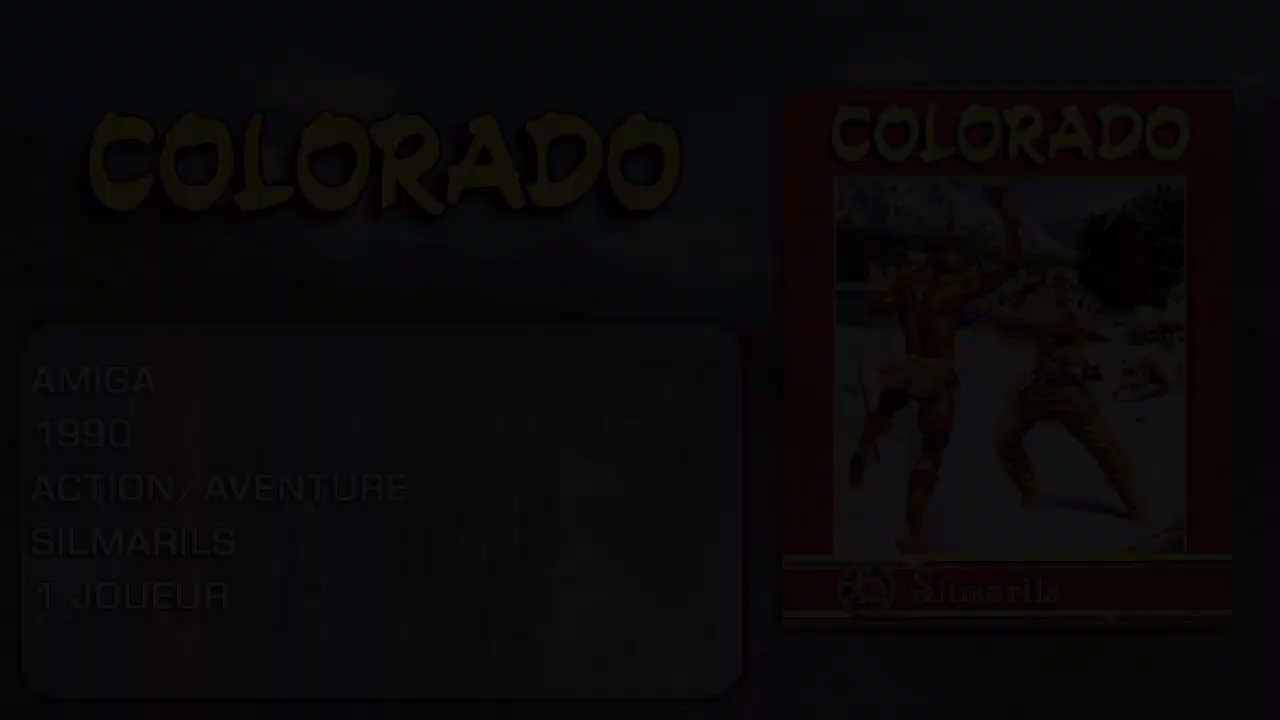 COLORADO
AMIGA
1990
ACTION/AVENTURE
SILMARILS
1 JOUEUR
COLORADO
Silmarils